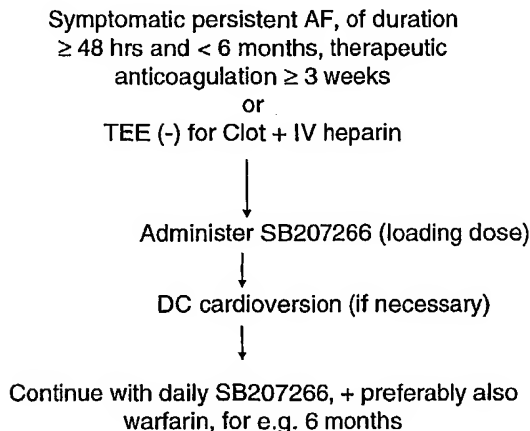 Symptomatic persistent AF, of duration
≥ 48 hrs and < 6 months, therapeutic
anticoagulation ≥ 3 weeks
or
TEE (-) for Clot + IV heparin
Administer SB207266 (loading dose)
DC cardioversion (if necessary)
Continue with daily SB207266, + preferably also
warfarin, for e.g. 6 months